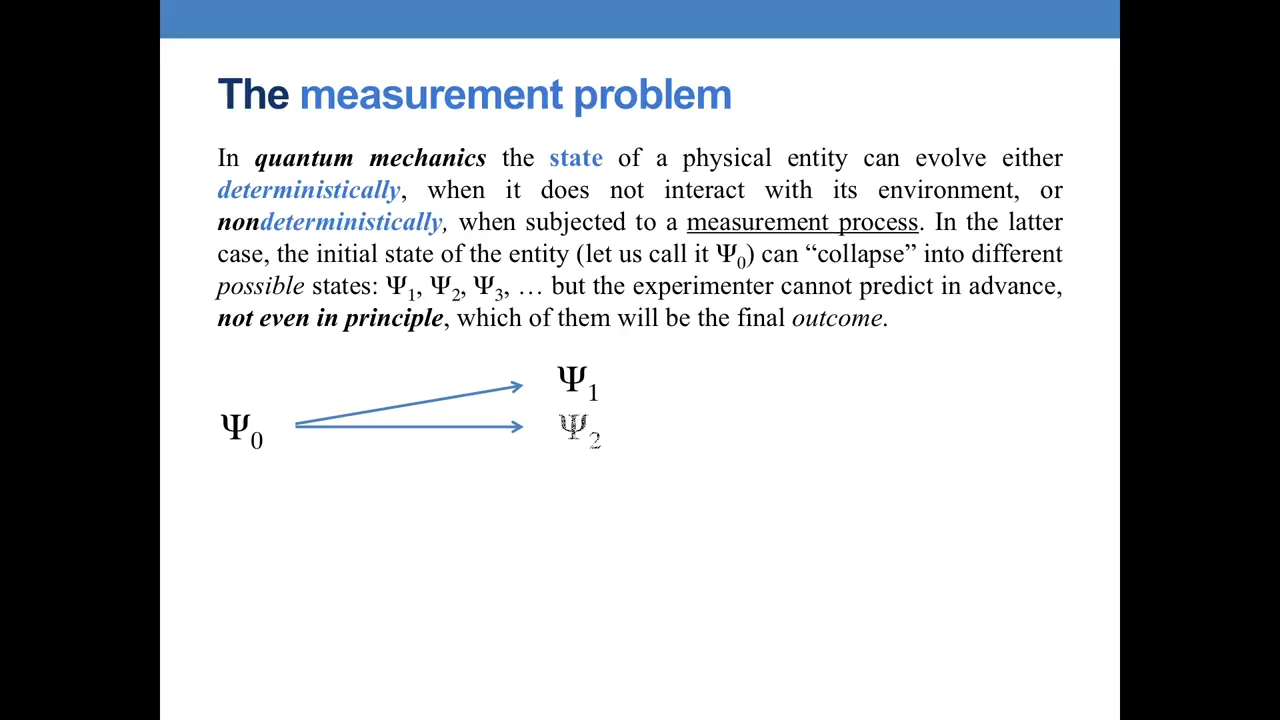 The measurement problem
In quantum mechanics the state of a physical entity can evolve either
deterministically, when it does not interact with its environment, or
nondeterministically, when subjected to a measurement process. In the latter
case, the initial state of the entity (let us call it Ψ₀) can “collapse” into different
possible states: Ψ₁, Ψ₂, Ψ₃, … but the experimenter cannot predict in advance,
not even in principle, which of them will be the final outcome.
Ψ₁
Ψ₀
Ψ₂